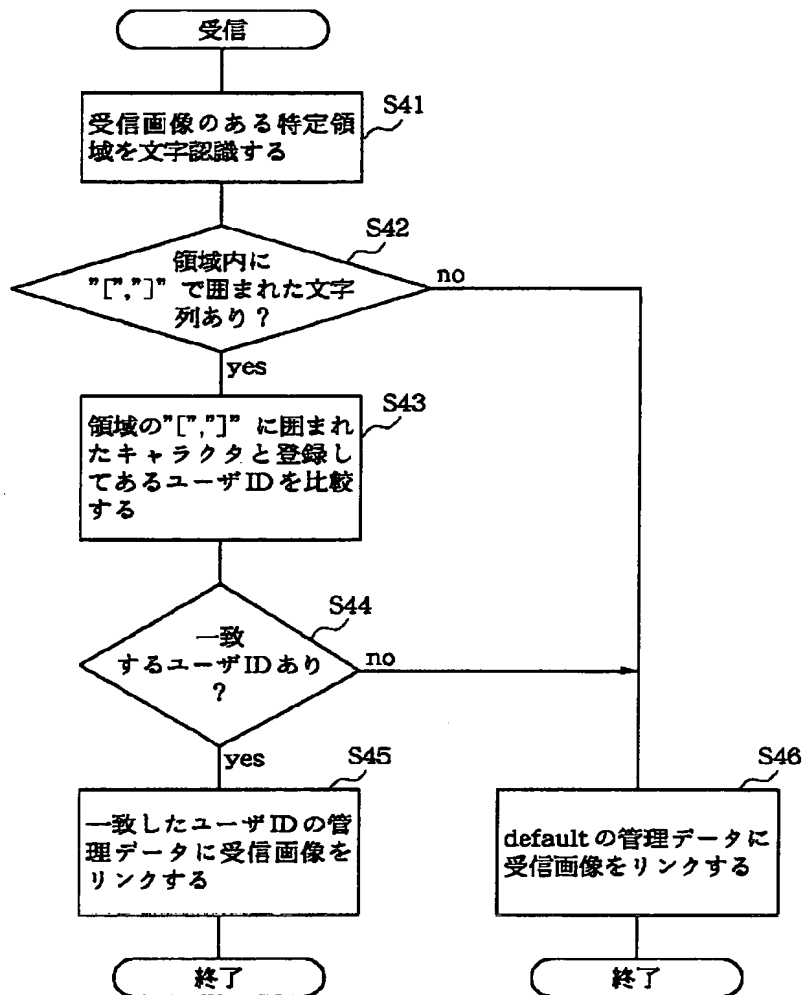 受信
S41
受信画像のある特定領
域を文字認識する
S42
領域内に
"[","]" で囲まれた文字
列あり？
no
yes
S43
領域の"[","]" に囲まれ
たキャラクタと登録し
てあるユーザIDを比較
する
S44
一致
するユーザIDあり
？
no
yes
S45
一致したユーザIDの管
理データに受信画像を
リンクする
S46
defaultの管理データに
受信画像をリンクする
終了
終了